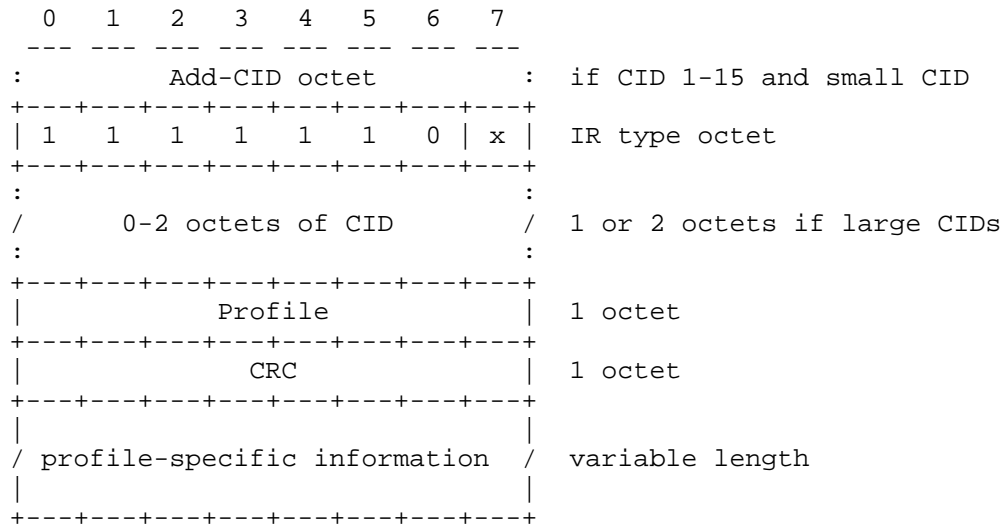 0   1   2   3   4   5   6   7
 --- --- --- --- --- --- --- ---
:         Add-CID octet         :  if CID 1-15 and small CID
+---+---+---+---+---+---+---+---+
| 1   1   1   1   1   1   0 | x |  IR type octet
+---+---+---+---+---+---+---+---+
:                               :
/      0-2 octets of CID        /  1 or 2 octets if large CIDs
:                               :
+---+---+---+---+---+---+---+---+
|            Profile            |  1 octet
+---+---+---+---+---+---+---+---+
|              CRC              |  1 octet
+---+---+---+---+---+---+---+---+
|                               |
/ profile-specific information  /  variable length
|                               |
+---+---+---+---+---+---+---+---+